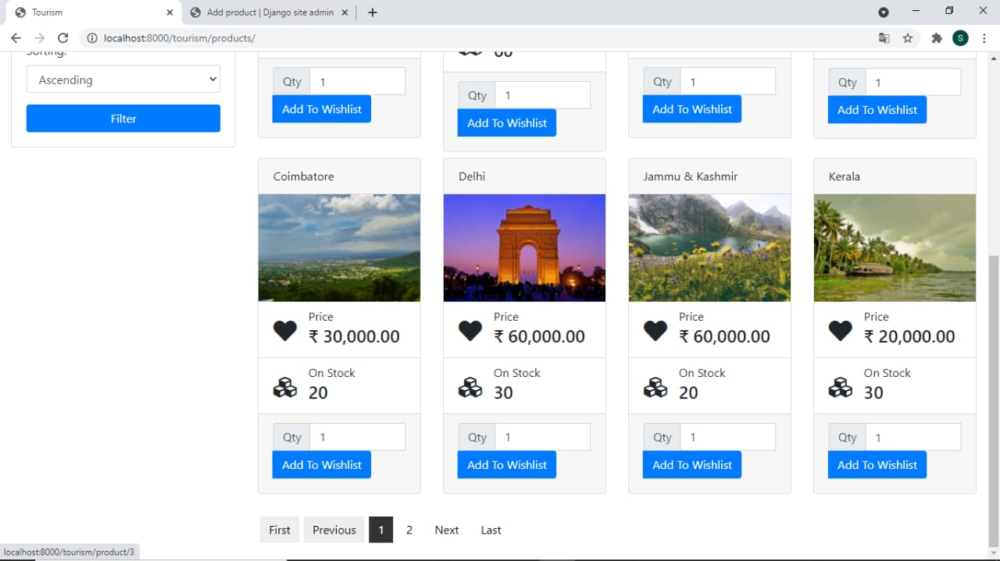 Tourism
Add product | Django site admin
localhost:8000/tourism/products/
S
Sorting:
Ascending
Filter
60
Qty 1
Add To Wishlist
Qty 1
Add To Wishlist
Qty 1
Add To Wishlist
Qty 1
Add To Wishlist
Coimbatore
Price
₹ 30,000.00
On Stock
20
Qty 1
Add To Wishlist
Delhi
Price
₹ 60,000.00
On Stock
30
Qty 1
Add To Wishlist
Jammu & Kashmir
Price
₹ 60,000.00
On Stock
20
Qty 1
Add To Wishlist
Kerala
Price
₹ 20,000.00
On Stock
30
Qty 1
Add To Wishlist
First Previous 1 2 Next Last
localhost:8000/tourism/product/3